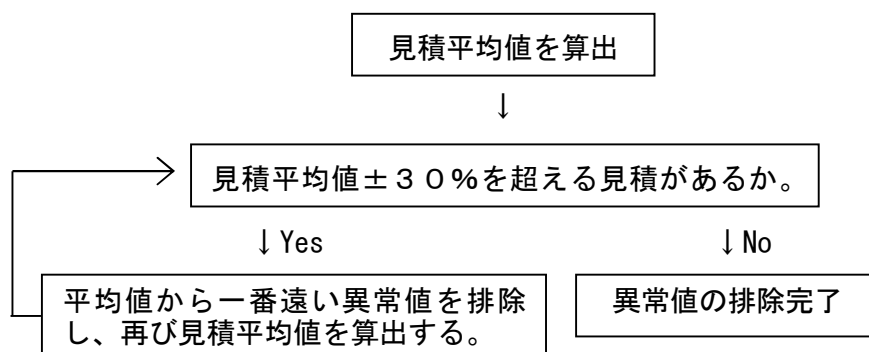 見積平均値を算出
↓
見積平均値±３０％を超える見積があるか。
↓Yes
↓No
平均値から一番遠い異常値を排除
し、再び見積平均値を算出する。
異常値の排除完了